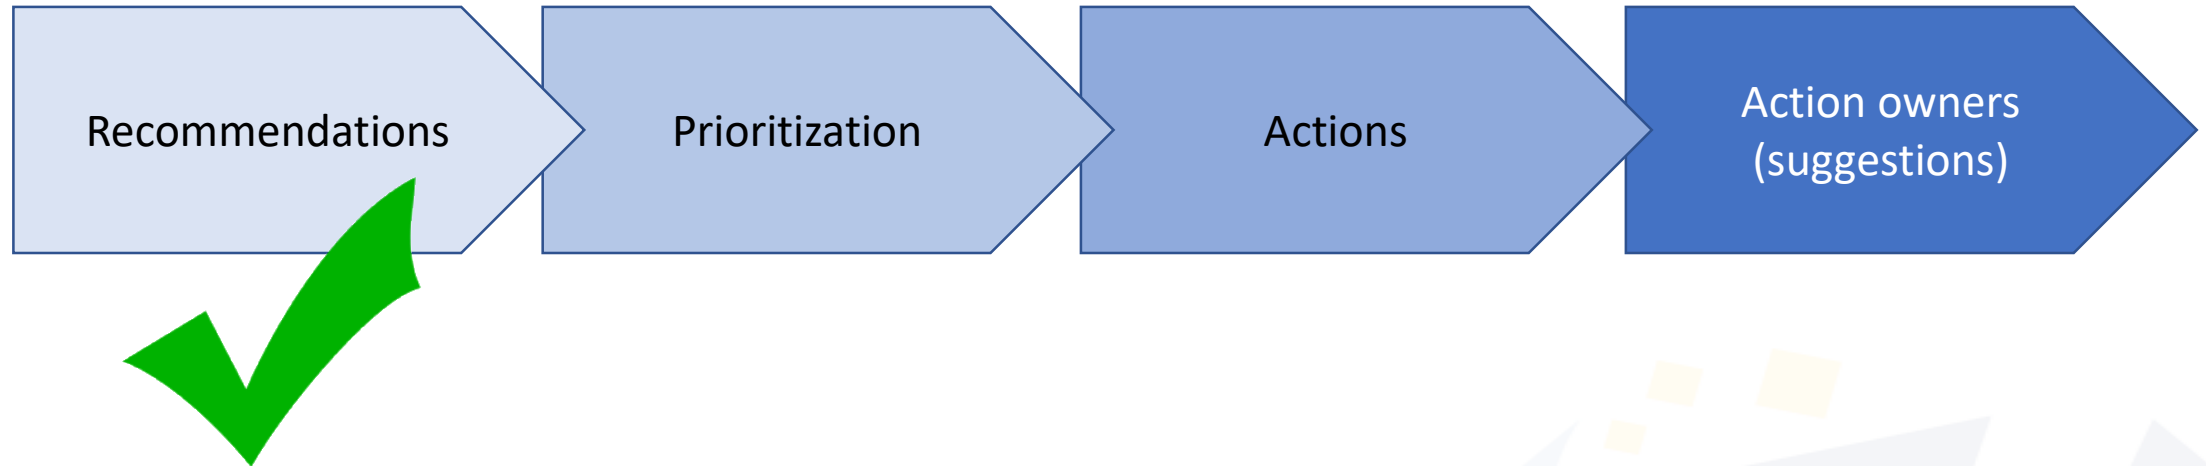 Recommendations
Prioritization
Actions
Action owners
(suggestions)